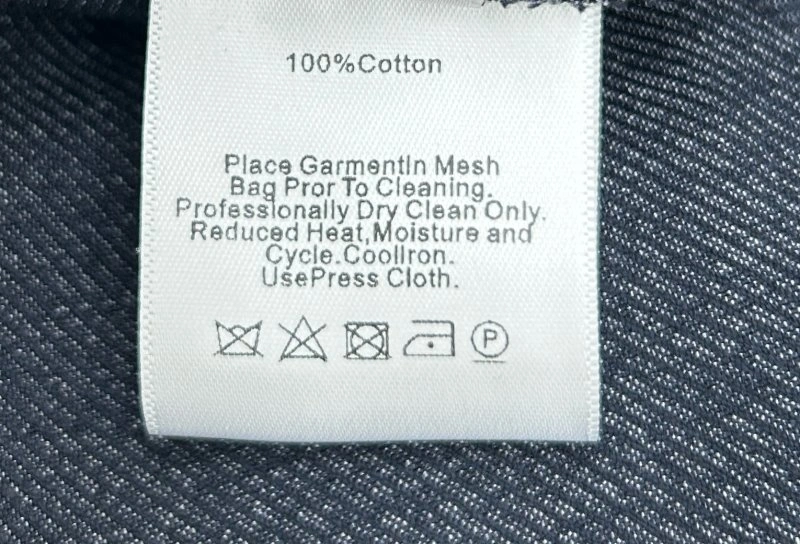 100%Cotton
Place GarmentIn Mesh
Bag Pror To Cleaning.
Professionally Dry Clean Only.
Reduced Heat,Moisture and
Cycle.CoolIron.
UsePress Cloth.
P